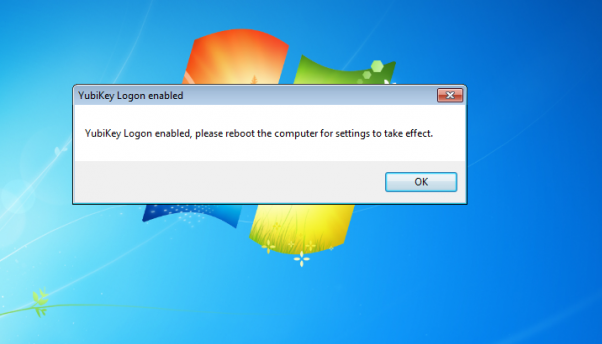 YubiKey Logon enabled
YubiKey Logon enabled, please reboot the computer for settings to take effect.
OK